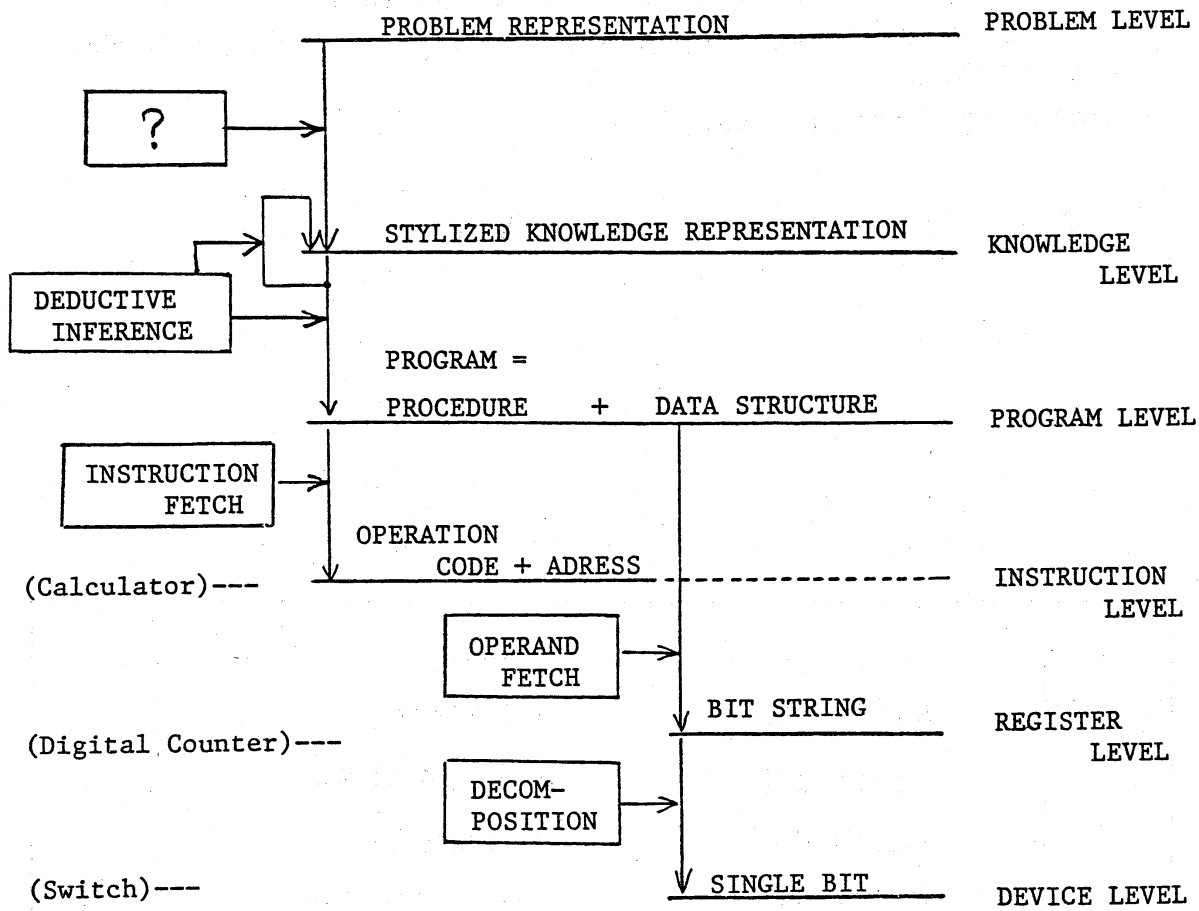 PROBLEM REPRESENTATION
PROBLEM LEVEL
?
STYLIZED KNOWLEDGE REPRESENTATION
KNOWLEDGE
LEVEL
DEDUCTIVE
INFERENCE
PROGRAM =
PROCEDURE + DATA STRUCTURE
PROGRAM LEVEL
INSTRUCTION
FETCH
OPERATION
CODE + ADRESS
(Calculator)---
INSTRUCTION
LEVEL
OPERAND
FETCH
BIT STRING
(Digital Counter)---
REGISTER
LEVEL
DECOM-
POSITION
(Switch)---
SINGLE BIT
DEVICE LEVEL